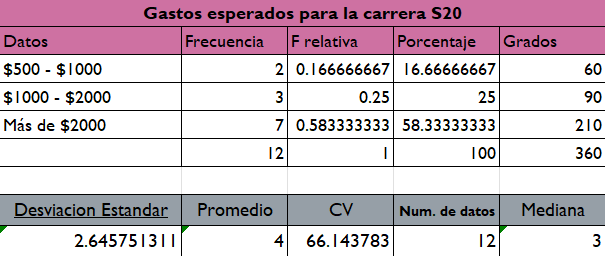 Gastos esperados para la carrera S20
Datos Frecuencia F relativa Porcentaje Grados
$500 - $1000 2 0.166666667 16.66666667 60
$1000 - $2000 3 0.25 25 90
Más de $2000 7 0.583333333 58.33333333 210
12 1 100 360
Desviacion Estandar Promedio CV Num. de datos Mediana
2.645751311 4 66.143783 12 3